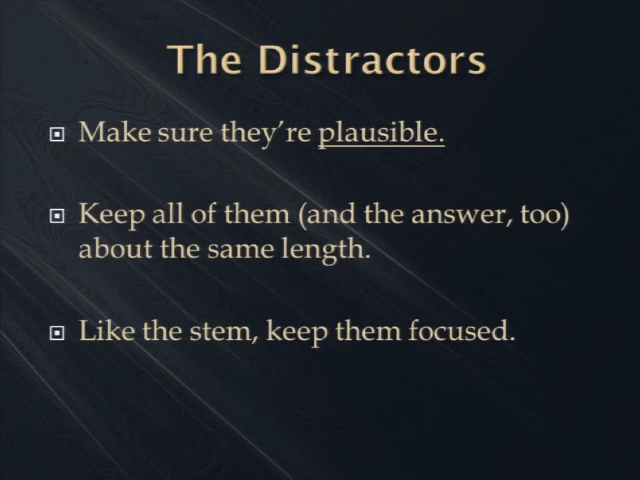 The Distractors
Make sure they’re plausible.
Keep all of them (and the answer, too)
about the same length.
Like the stem, keep them focused.